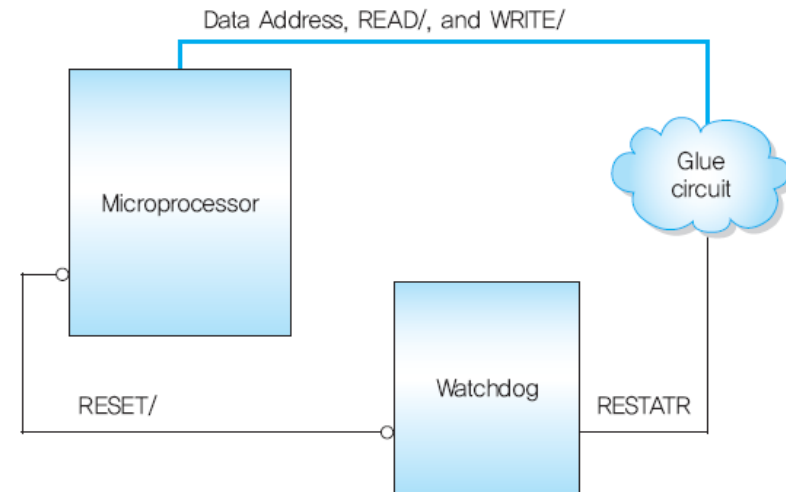 Data Address, READ/, and WRITE/
Glue
circuit
Microprocessor
Watchdog
RESET/
RESTATR